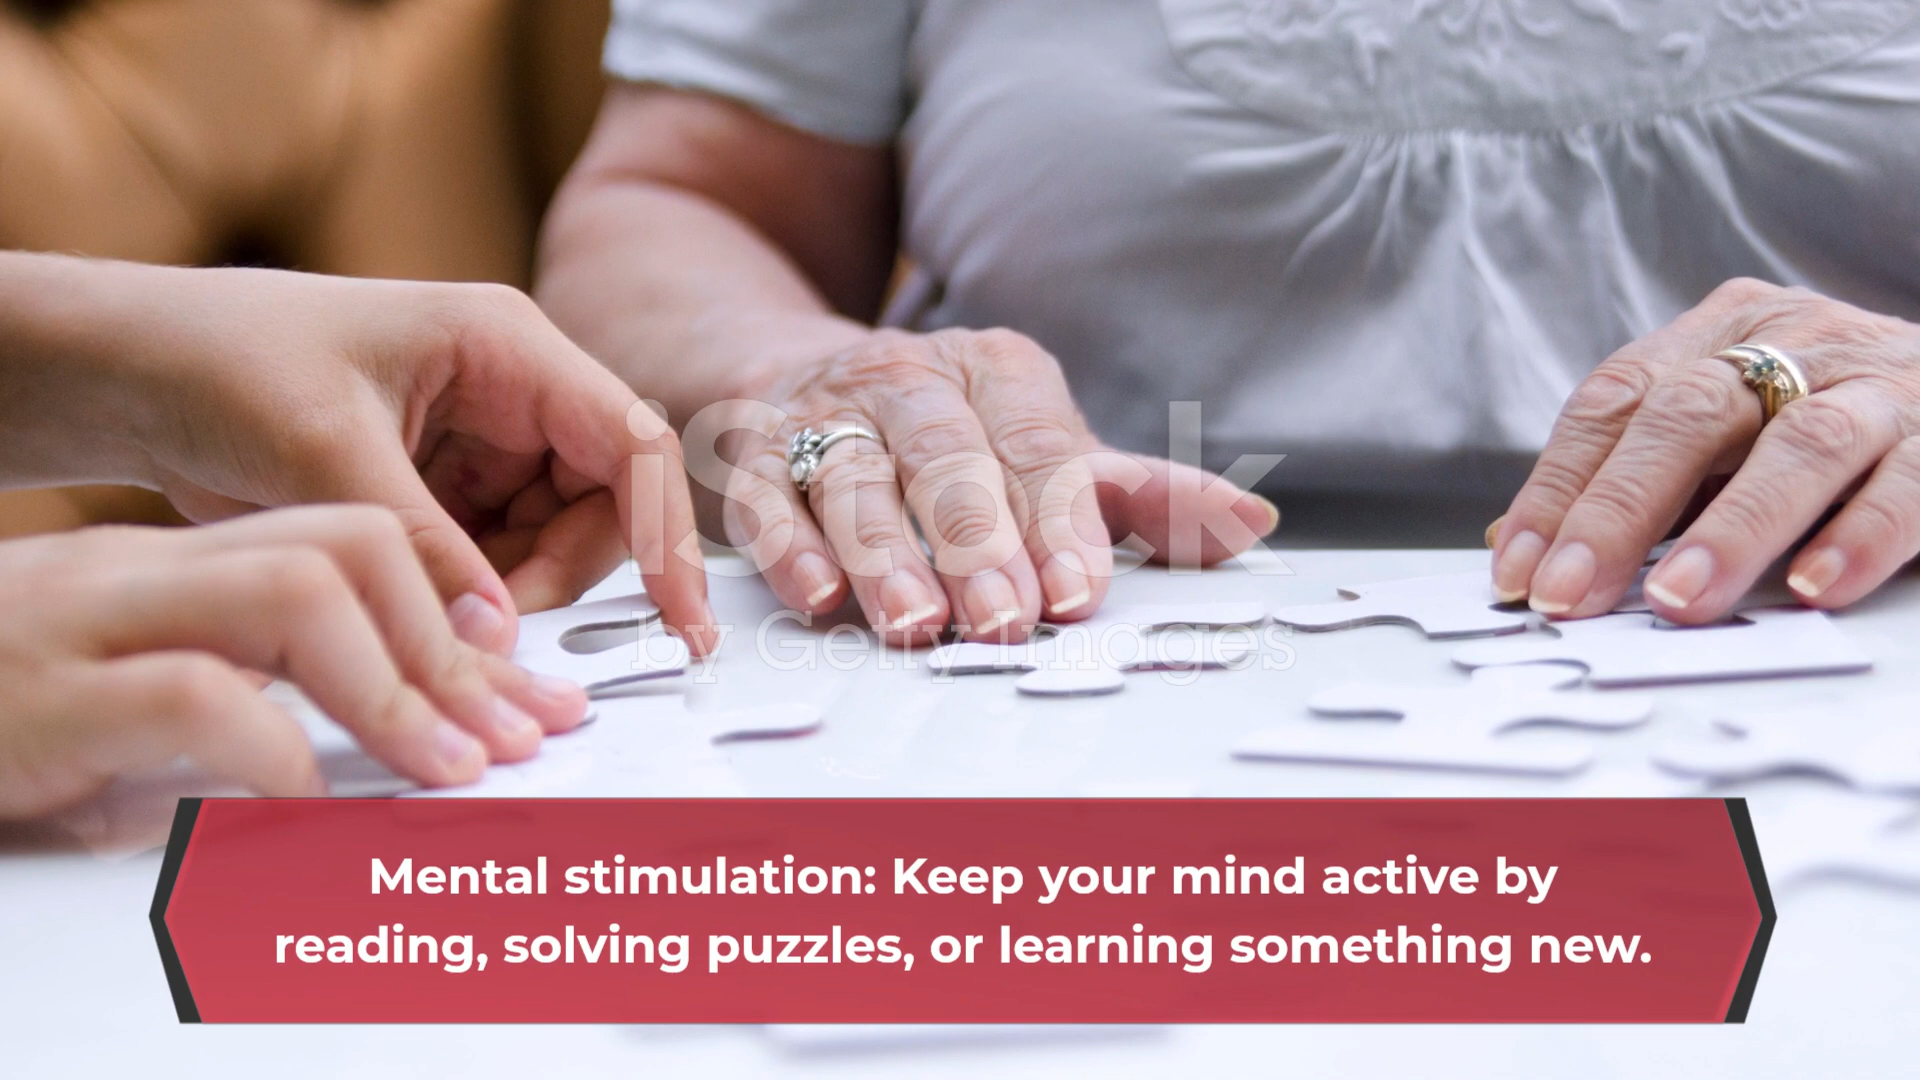 iStock
by Getty Images
Mental stimulation: Keep your mind active by
reading, solving puzzles, or learning something new.